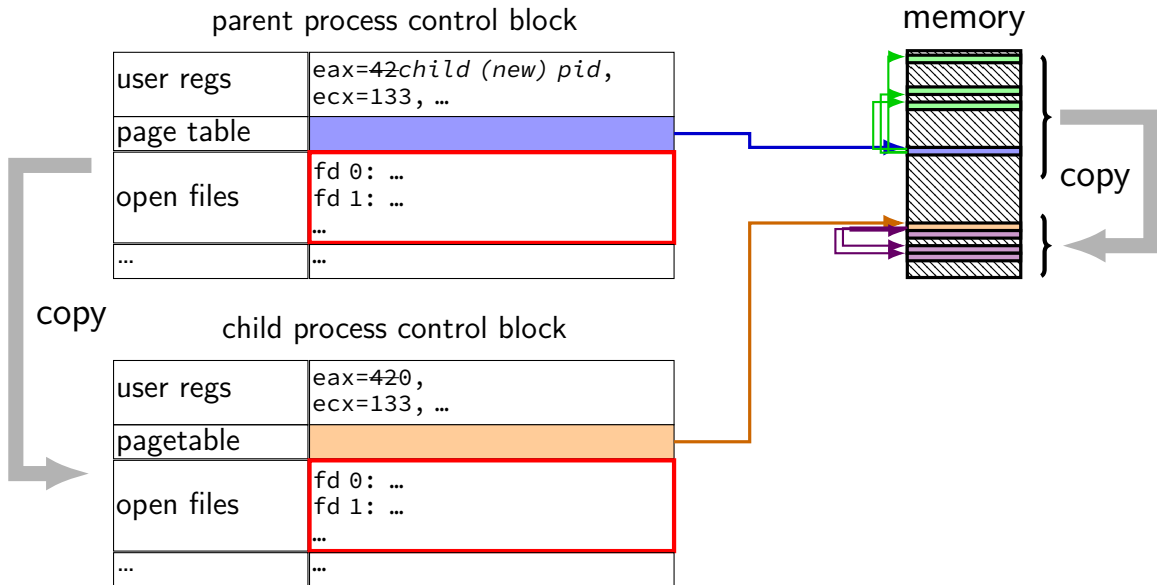 parent process control block
memory
user regs
eax=42child (new) pid,
ecx=133, …
page table
open files
fd 0: …
fd 1: …
…
…
…
copy
copy
child process control block
user regs
eax=420,
ecx=133, …
pagetable
open files
fd 0: …
fd 1: …
…
…
…